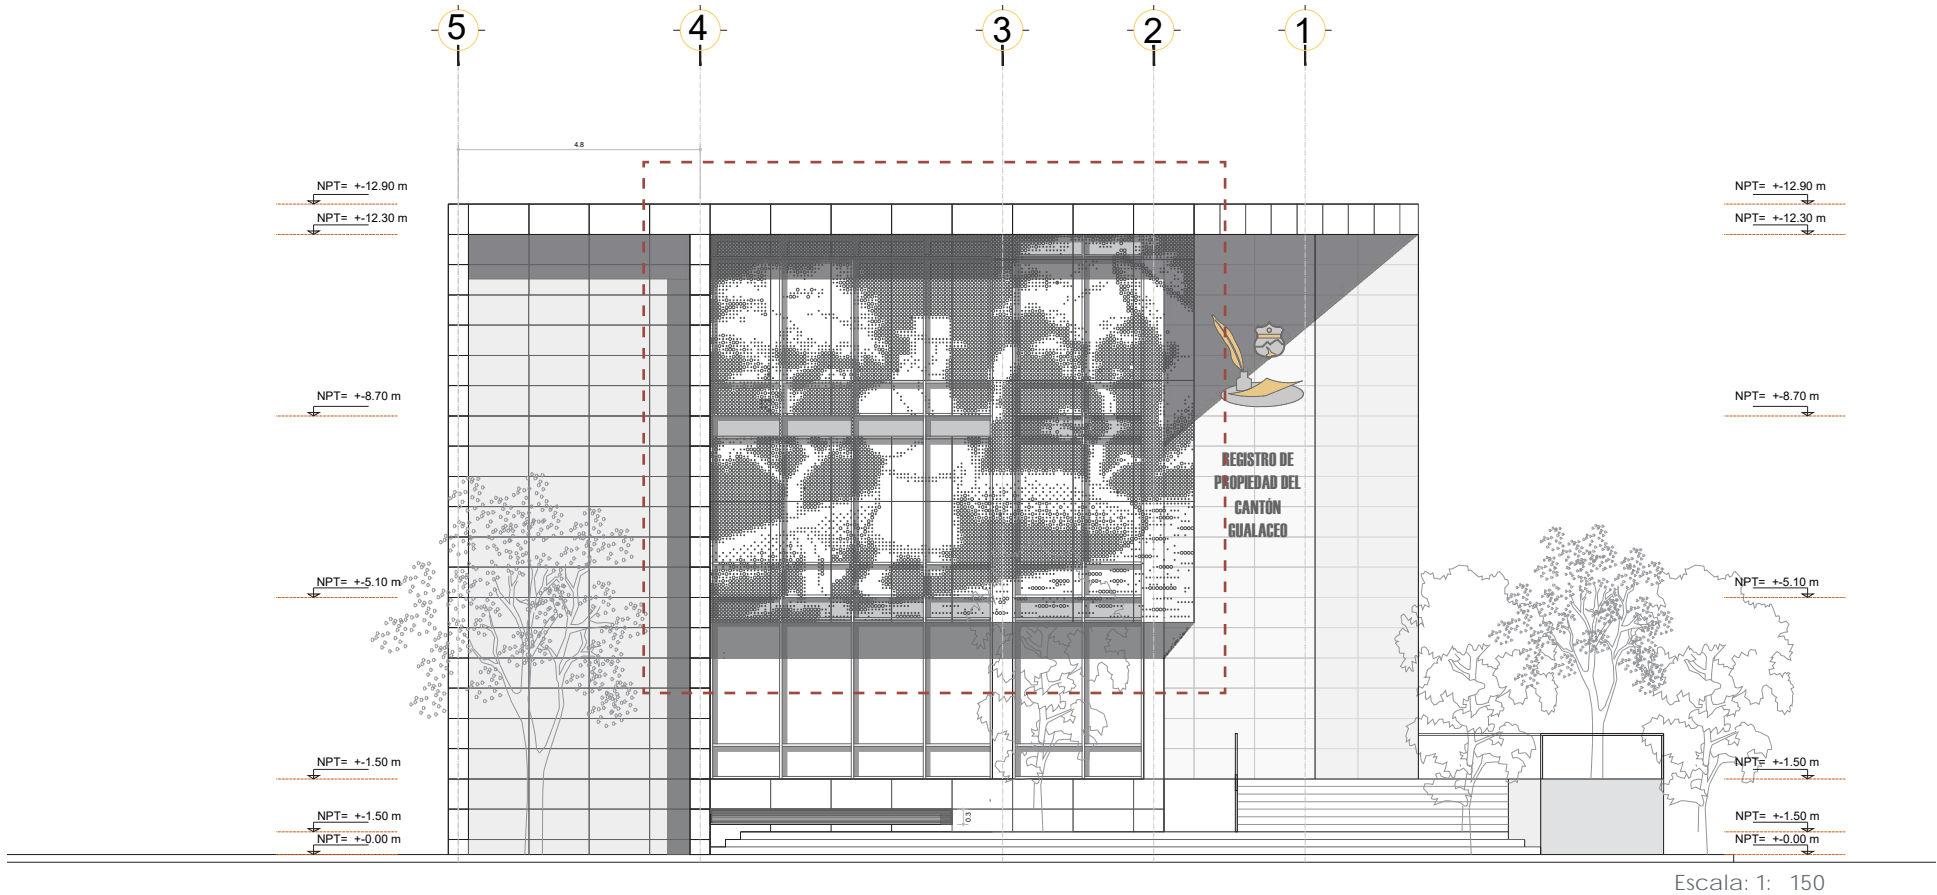 5 4 3 2 1
4.8
NPT= +-12.90 m NPT= +-12.90 m
NPT= +-12.30 m NPT= +-12.30 m
NPT= +-8.70 m NPT= +-8.70 m
REGISTRO DE
PROPIEDAD DEL
CANTÓN
GUALACEO
NPT= +-5.10 m NPT= +-5.10 m
NPT= +-1.50 m NPT= +-1.50 m
NPT= +-1.50 m NPT= +-1.50 m
0.3
NPT= +-0.00 m NPT= +-0.00 m
Escala: 1: 150